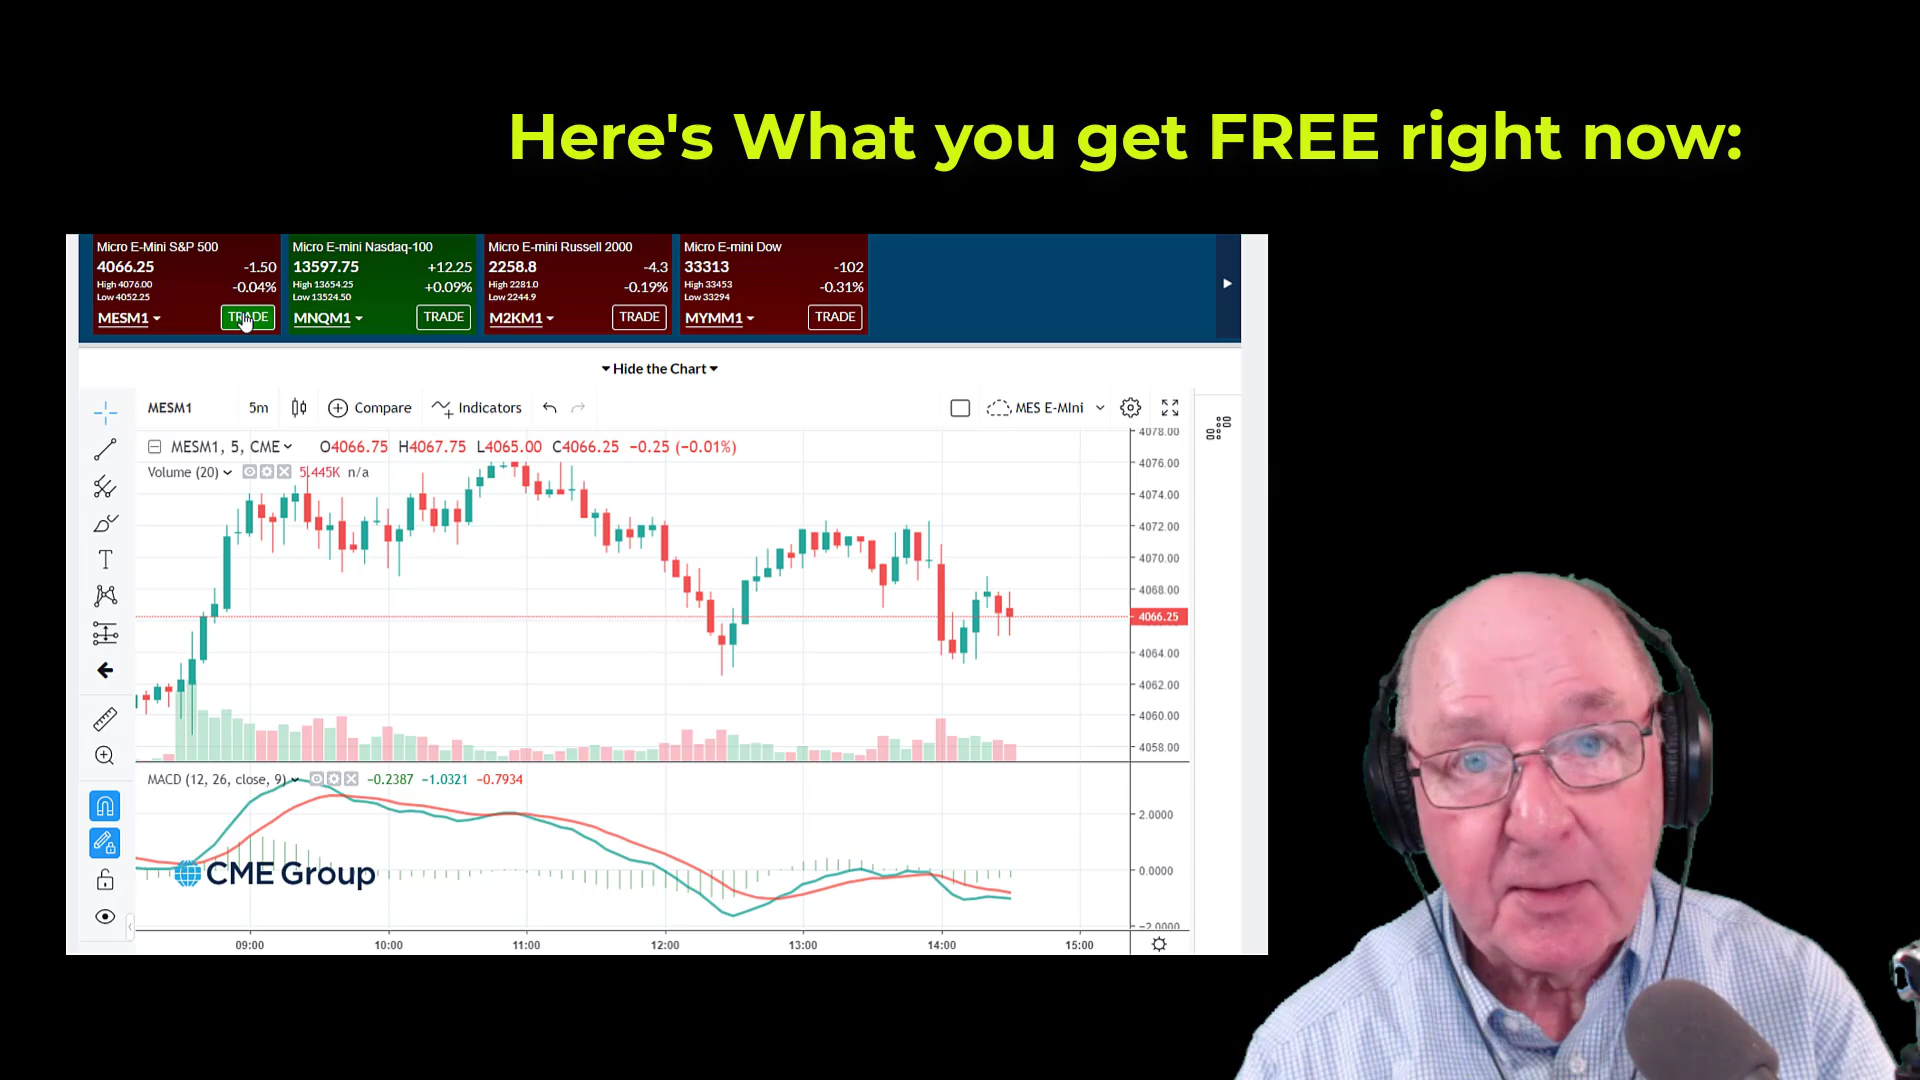 Here's What you get FREE right now:
Micro E-Mini S&P 500
4066.25 -1.50
High 4076.00 -0.04%
Low 4052.25
MESM1 TRADE
Micro E-mini Nasdaq-100
13597.75 +12.25
High 13654.25 +0.09%
Low 13524.50
MNQM1 TRADE
Micro E-mini Russell 2000
2258.8 -4.3
High 2281.0 -0.19%
Low 2244.9
M2KM1 TRADE
Micro E-mini Dow
33313 -102
High 33453 -0.31%
Low 33294
MYMM1 TRADE
Hide the Chart
MESM1 5m Compare Indicators MES E-MIni
MESM1, 5, CME O4066.75 H4067.75 L4065.00 C4066.25 −0.25 (−0.01%)
Volume (20) 5.445K n/a
4078.00
4076.00
4074.00
4072.00
4070.00
4068.00
4066.25
4064.00
4062.00
4060.00
4058.00
MACD (12, 26, close, 9) −0.2387 −1.0321 −0.7934
2.0000
0.0000
−2.0000
CME Group
09:00 10:00 11:00 12:00 13:00 14:00 15:00